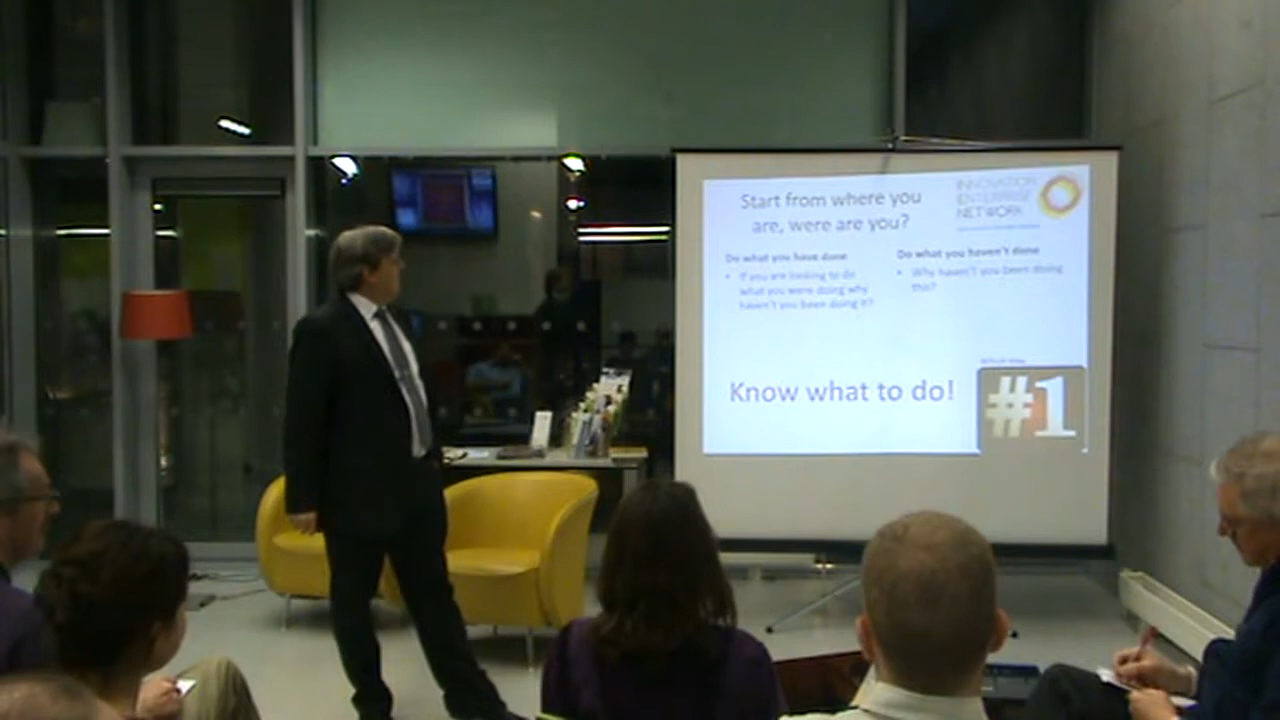 Start from where you
are, were are you?
INNOVATION
ENTERPRISE
NETWORK
Do what you have done
• If you are looking to do
what you were doing why
haven't you been doing it?
Do what you haven't done
• Why haven't you been doing
this?
Know what to do!
#1